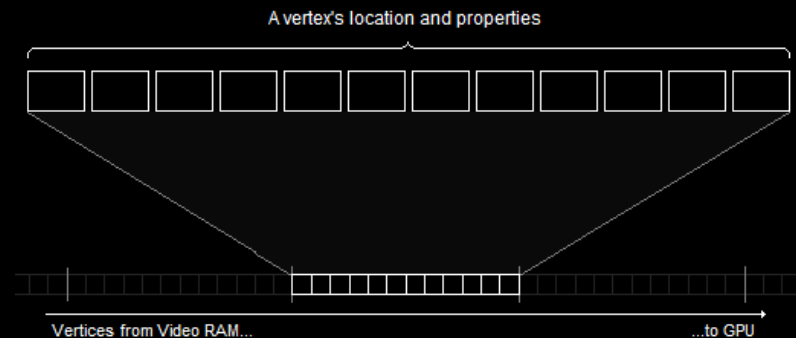 A vertex's location and properties
Vertices from Video RAM...
...to GPU